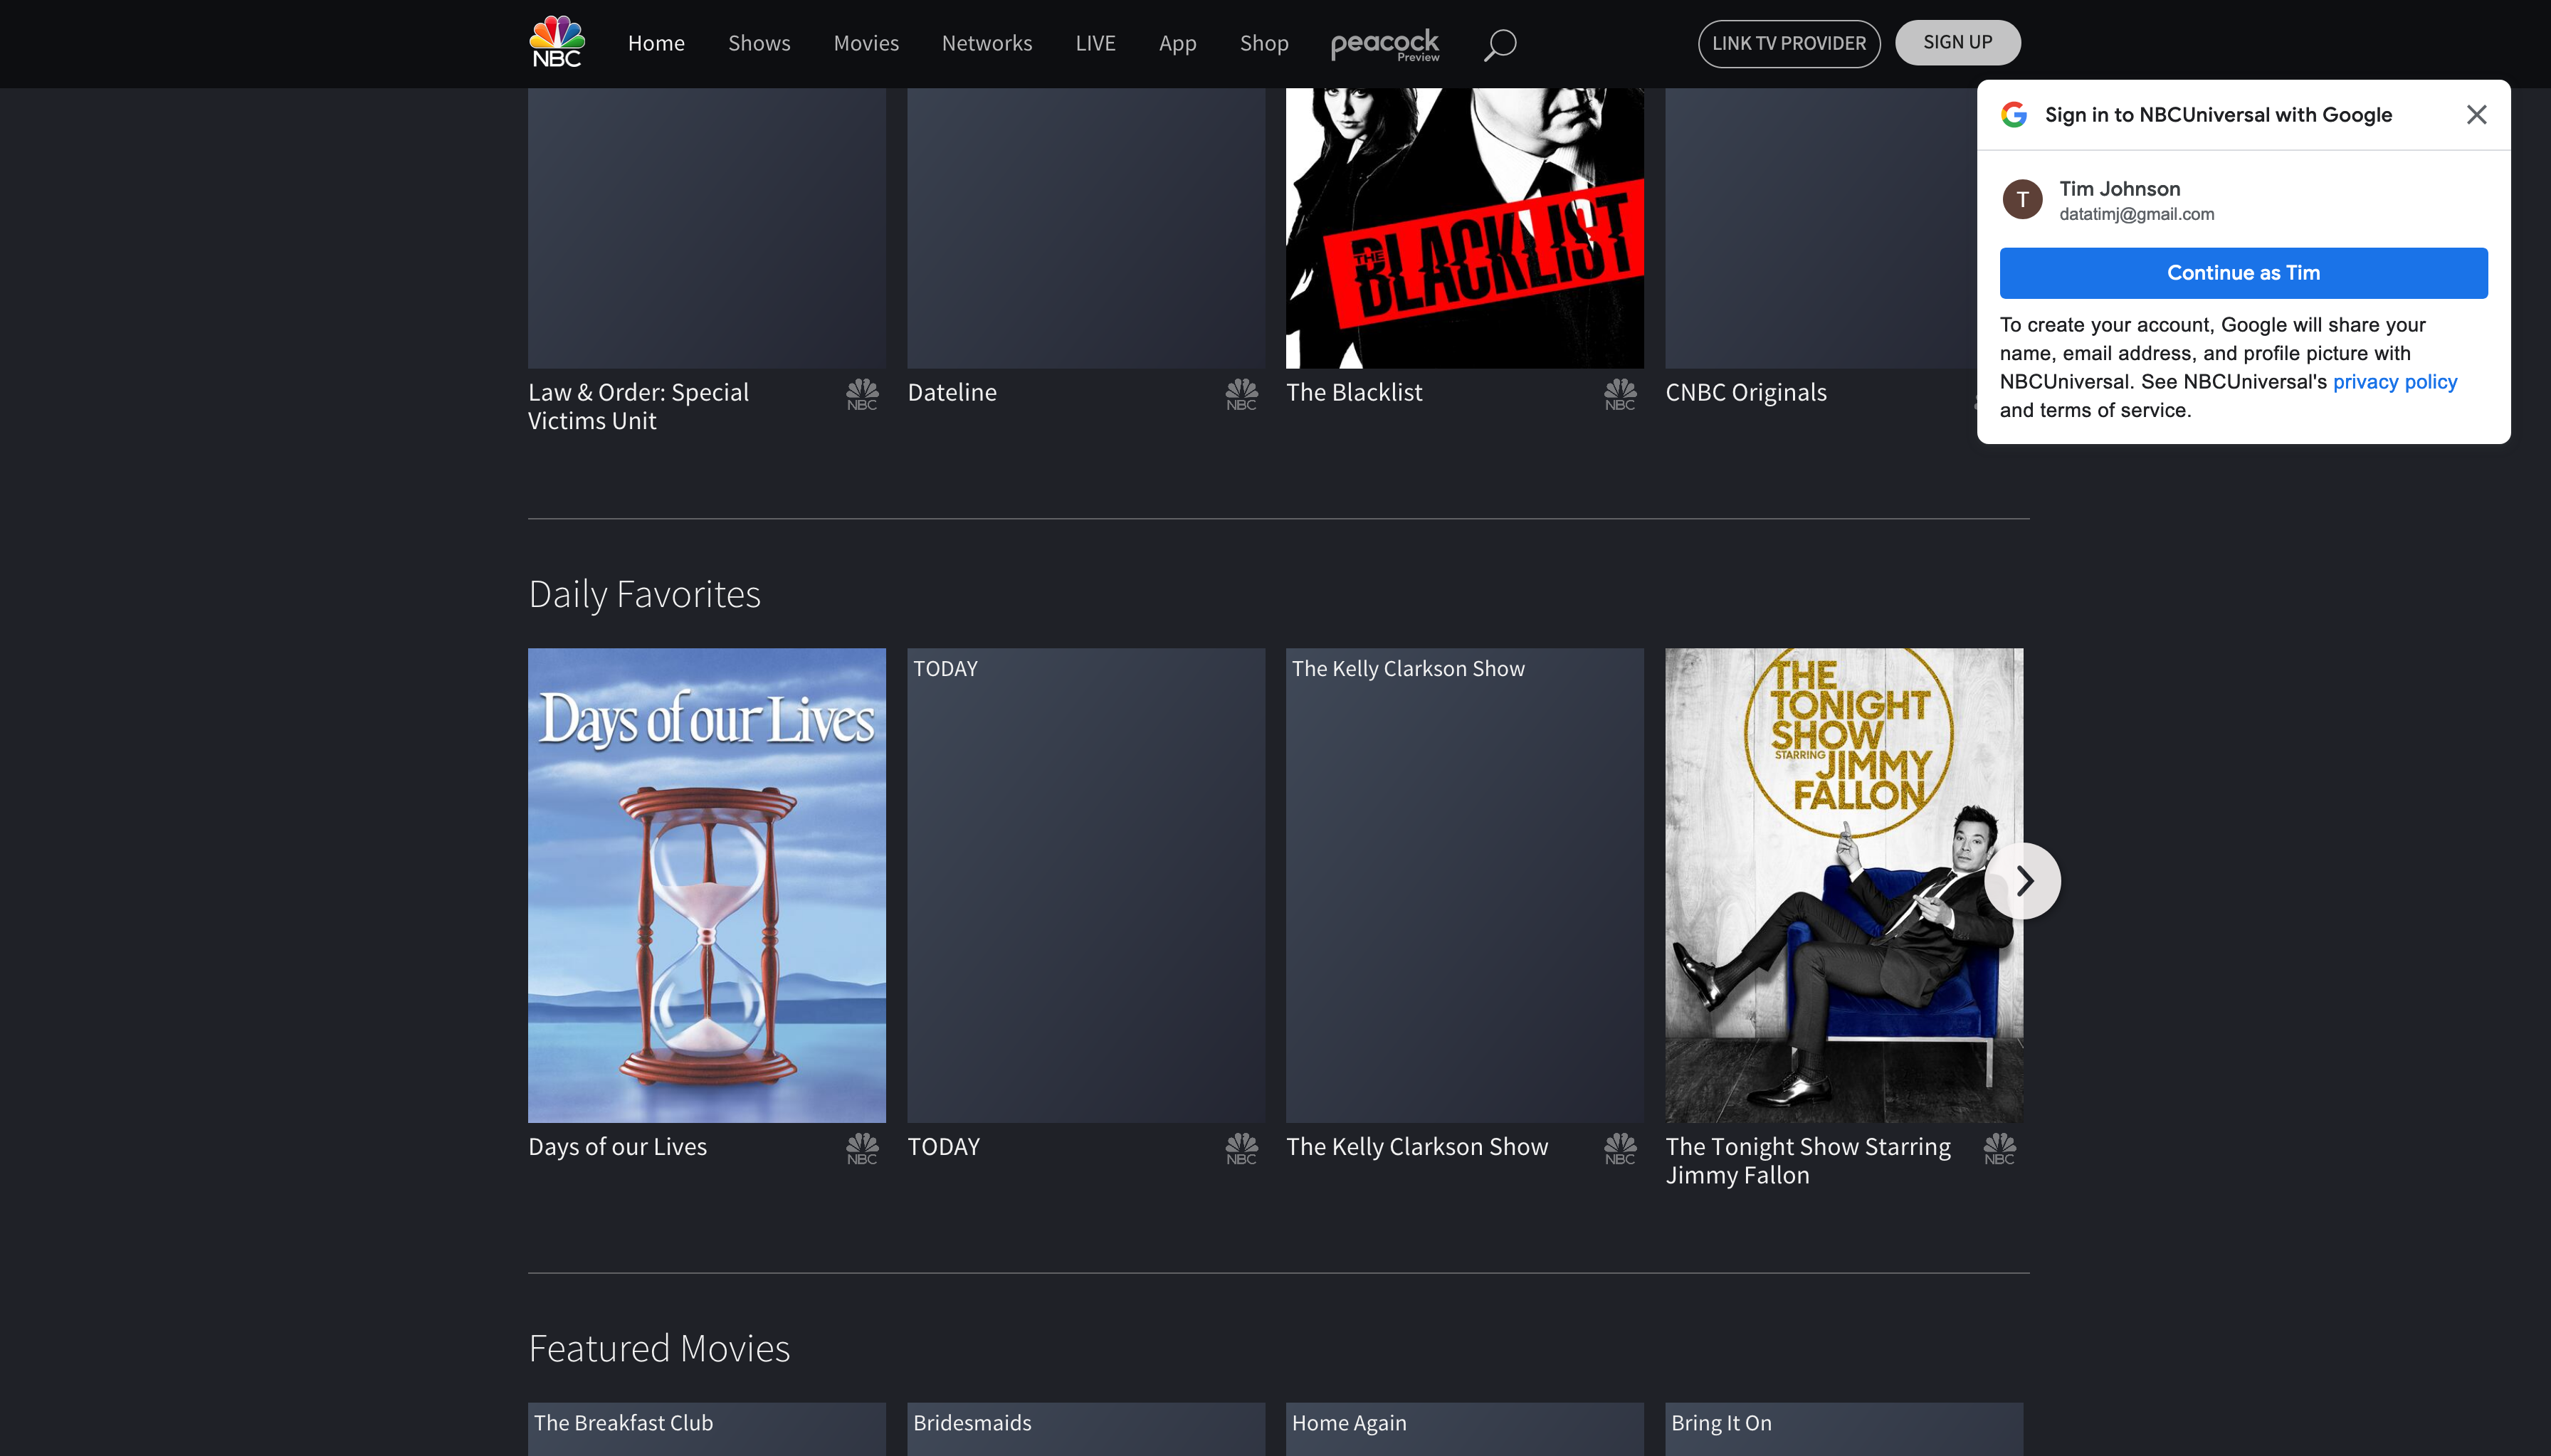 NBC
Home
Shows
Movies
Networks
LIVE
App
Shop
peacock
Preview
LINK TV PROVIDER
SIGN UP
Sign in to NBCUniversal with Google
T
Tim Johnson
datatimj@gmail.com
Continue as Tim
To create your account, Google will share your
name, email address, and profile picture with
NBCUniversal. See NBCUniversal's privacy policy
and terms of service.
THE
BLACKLIST
Law & Order: Special
Victims Unit
NBC
Dateline
NBC
The Blacklist
NBC
CNBC Originals
Daily Favorites
Days of our Lives
TODAY
The Kelly Clarkson Show
THE
TONIGHT
SHOW
STARRING
JIMMY
FALLON
Days of our Lives
NBC
TODAY
NBC
The Kelly Clarkson Show
NBC
The Tonight Show Starring
Jimmy Fallon
NBC
Featured Movies
The Breakfast Club
Bridesmaids
Home Again
Bring It On